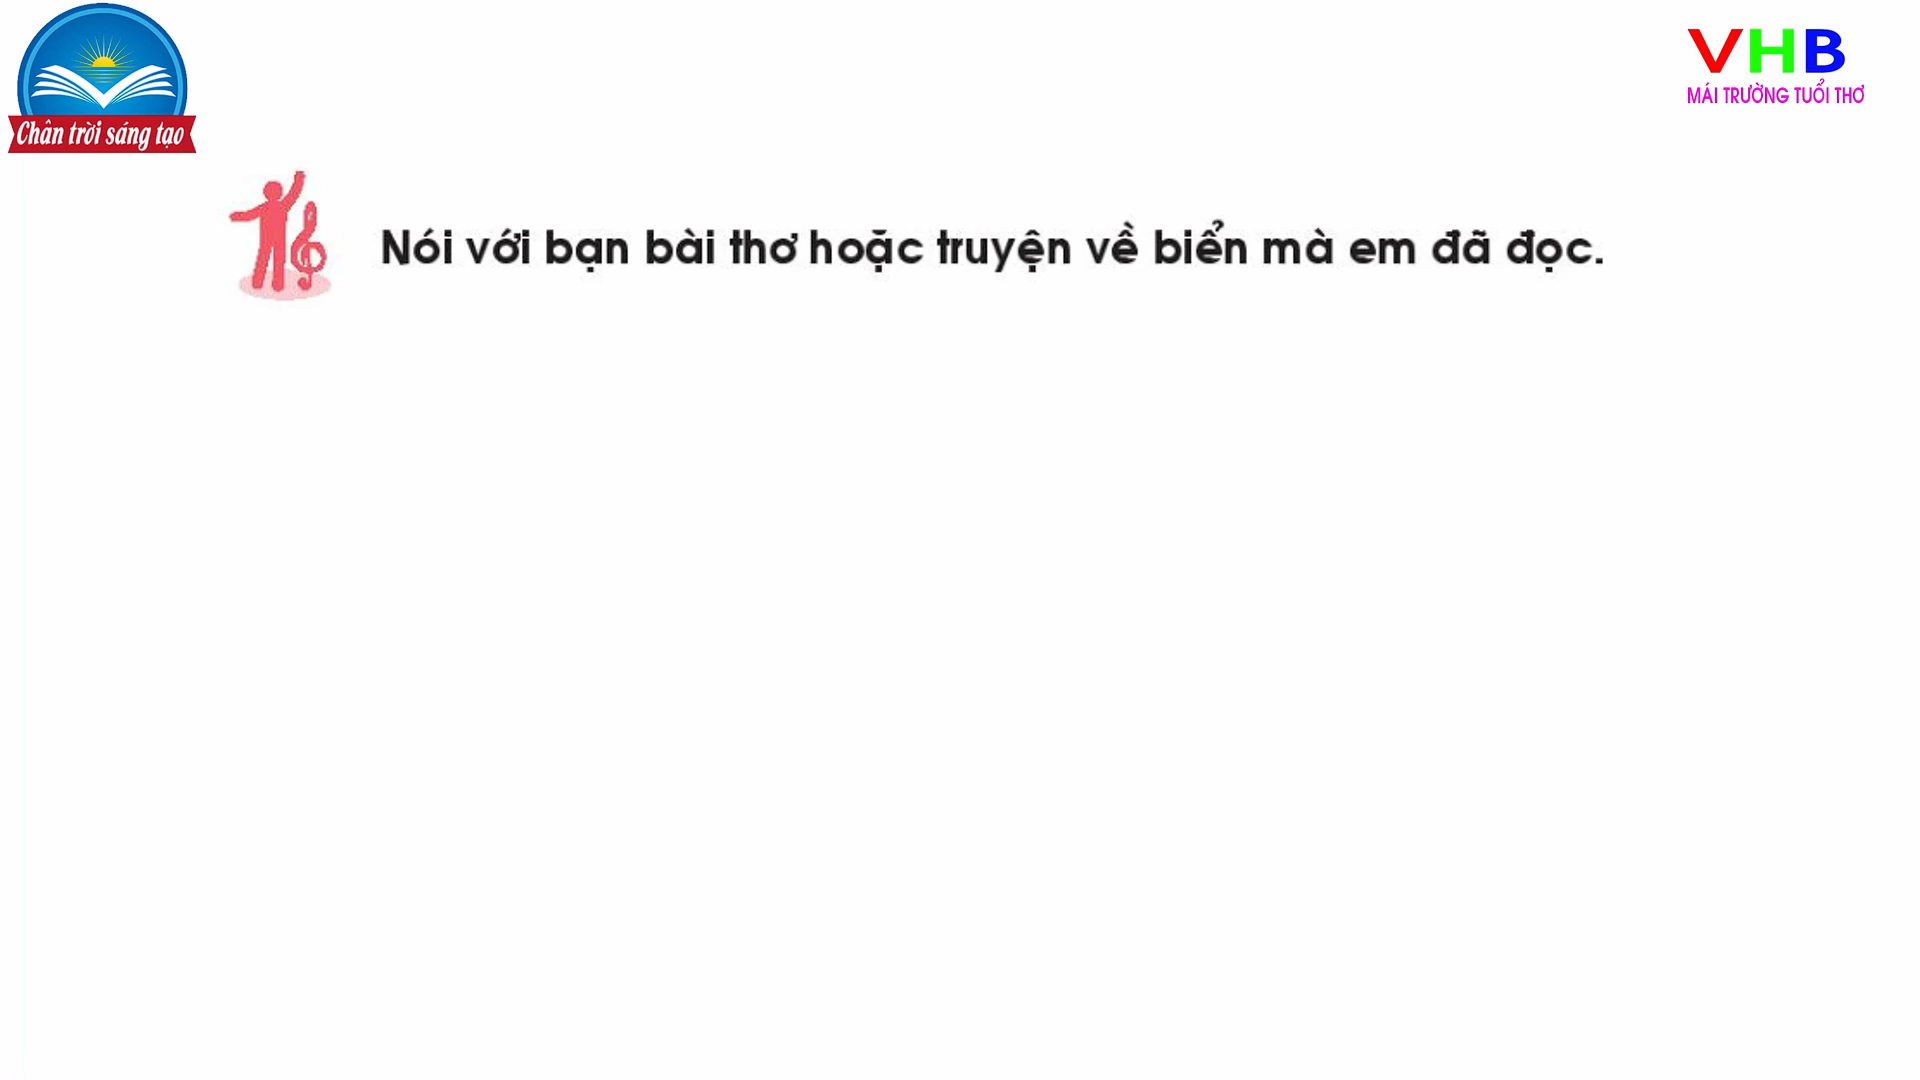 Chân trời sáng tạo
VHB
MÁI TRƯỜNG TUỔI THƠ
Nói với bạn bài thơ hoặc truyện về biển mà em đã đọc.